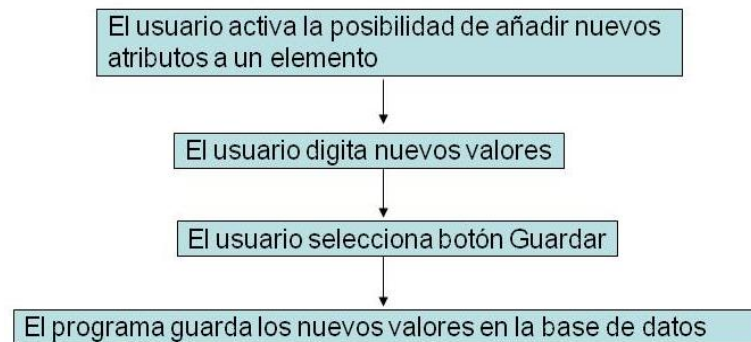 El usuario activa la posibilidad de añadir nuevos
atributos a un elemento
El usuario digita nuevos valores
El usuario selecciona botón Guardar
El programa guarda los nuevos valores en la base de datos